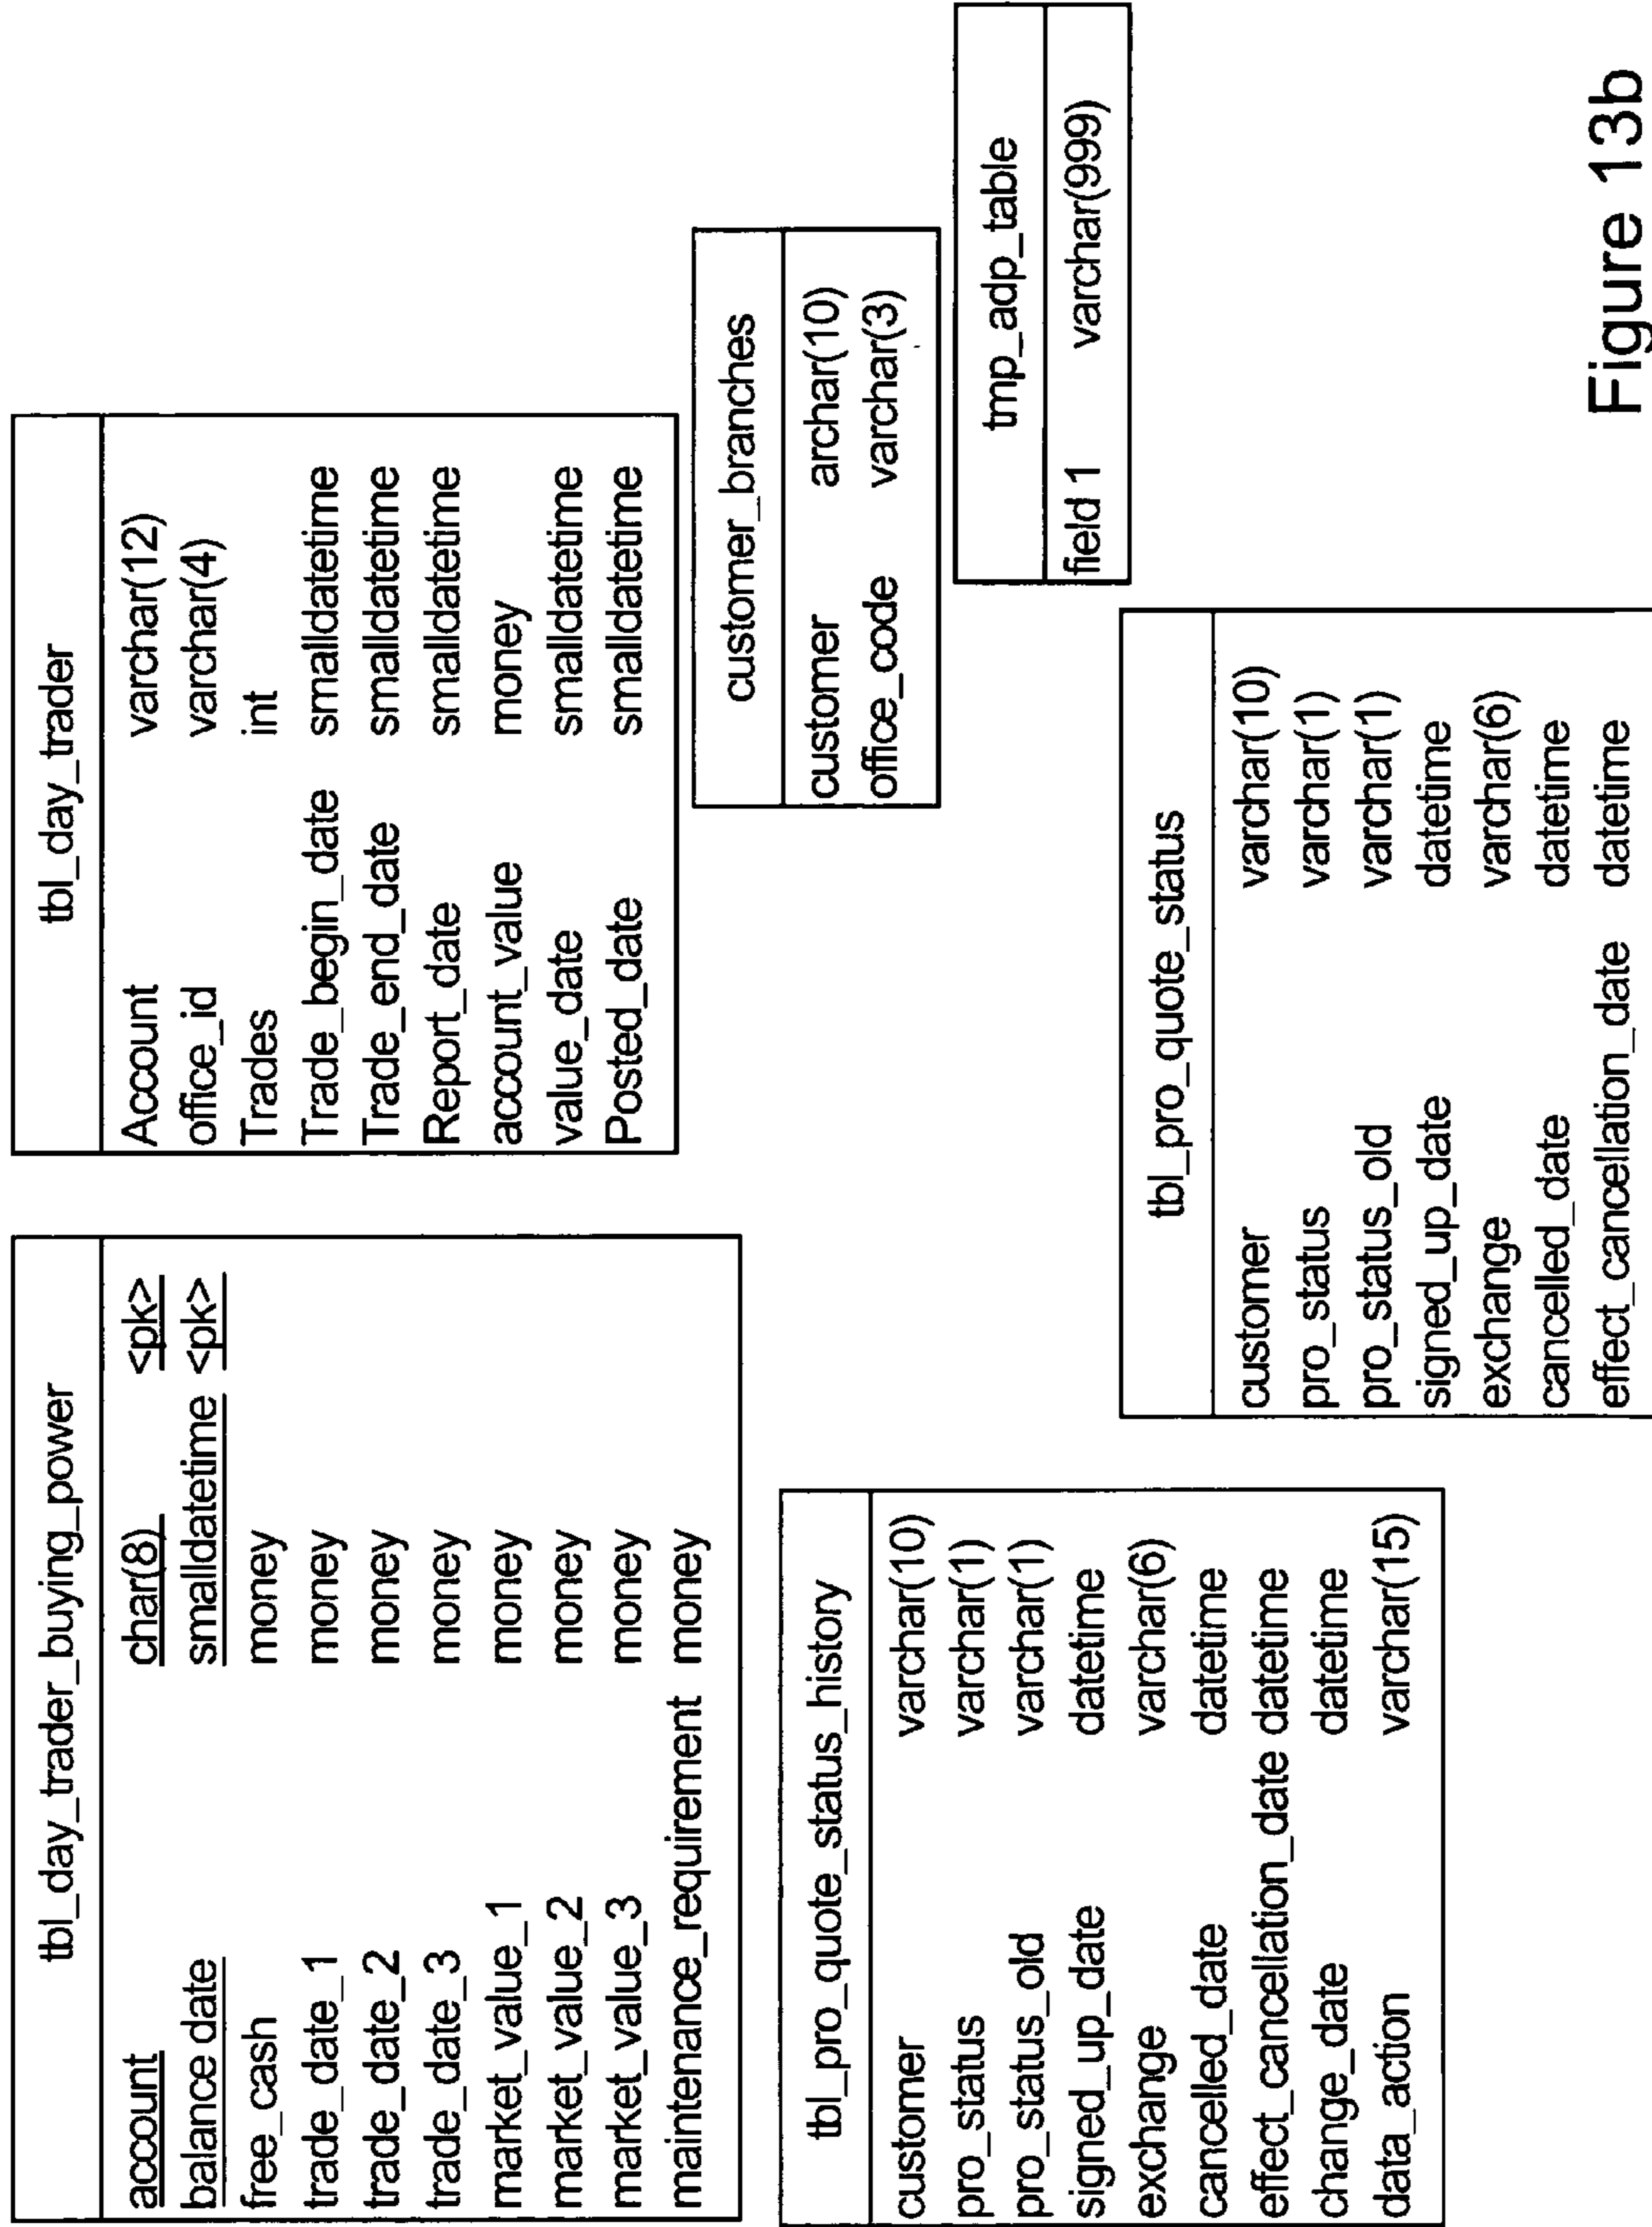 tbl_day_trader_buying_power
account char(8) <pk>
balance date smalldatetime <pk>
free_cash money
trade_date_1 money
trade_date_2 money
trade_date_3 money
market_value_1 money
market_value_2 money
market_value_3 money
maintenance_requirement money
tbl_day_trader
Account varchar(12)
office_id varchar(4)
Trades int
Trade_begin_date smalldatetime
Trade_end_date smalldatetime
Report_date smalldatetime
account_value money
value_date smalldatetime
Posted_date smalldatetime
customer_branches
customer archar(10)
office_code varchar(3)
tmp_adp_table
field 1 varchar(999)
tbl_pro_quote_status_history
customer varchar(10)
pro_status varchar(1)
pro_status_old varchar(1)
signed_up_date datetime
exchange varchar(6)
cancelled_date datetime
effect_cancellation_date datetime
change_date datetime
data_action varchar(15)
tbl_pro_quote_status
customer varchar(10)
pro_status varchar(1)
pro_status_old varchar(1)
signed_up_date datetime
exchange varchar(6)
cancelled_date datetime
effect_cancellation_date datetime
Figure 13b